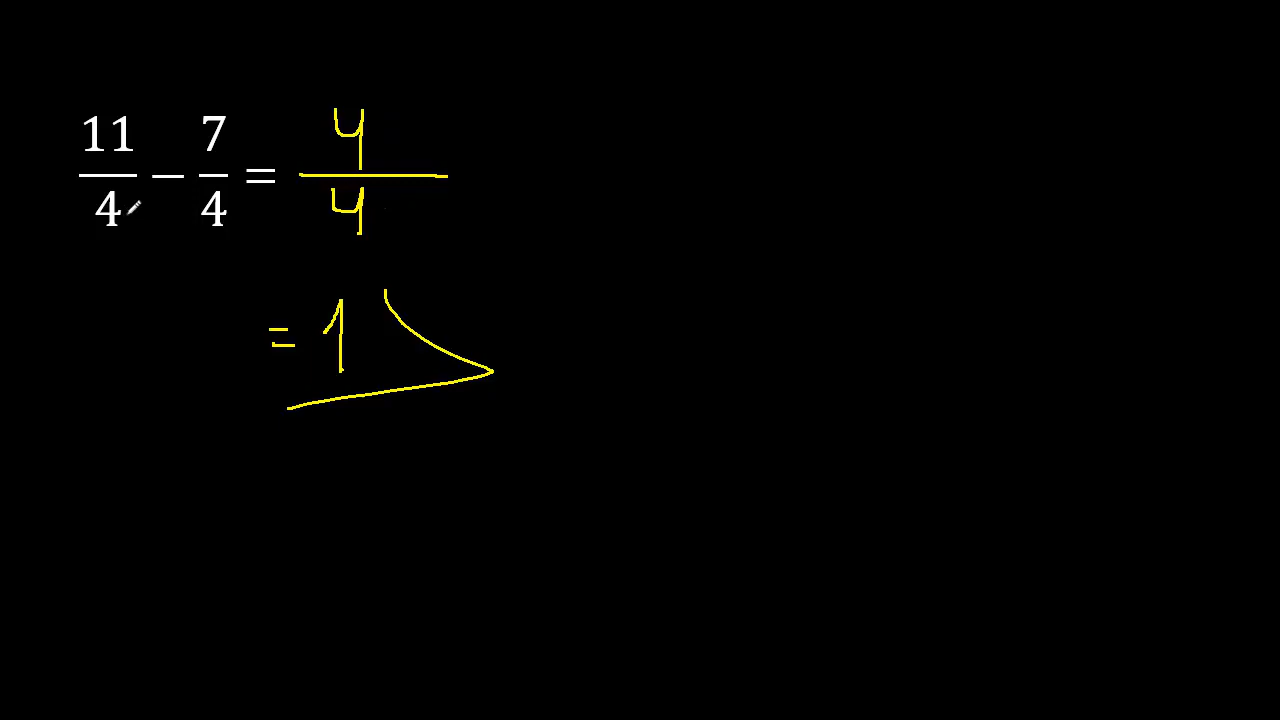 11/4 − 7/4 = 4/4
= 1